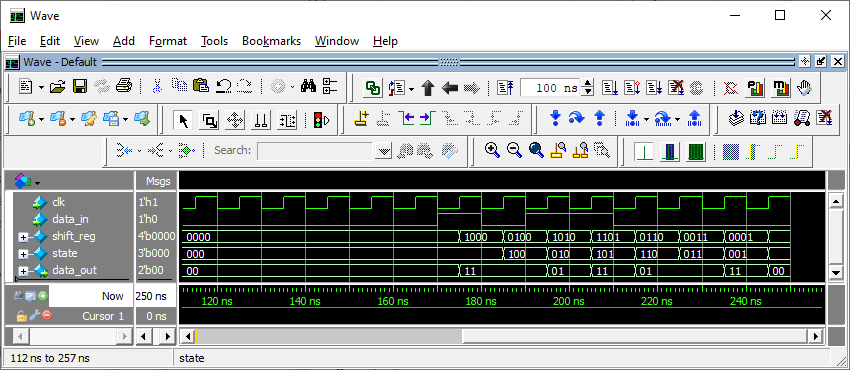 Wave
File Edit View Add Format Tools Bookmarks Window Help
Wave - Default
100 ns
Search:
Msgs
clk 1'h1
data_in 1'h0
shift_reg 4'b0000 0000 1000 0100 1010 1101 0110 0011 0001
state 3'b000 000 100 010 101 110 011 001
data_out 2'b00 00 11 01 11 01 11 00
Now 250 ns 120 ns 140 ns 160 ns 180 ns 200 ns 220 ns 240 ns
Cursor 1 0 ns
112 ns to 257 ns state